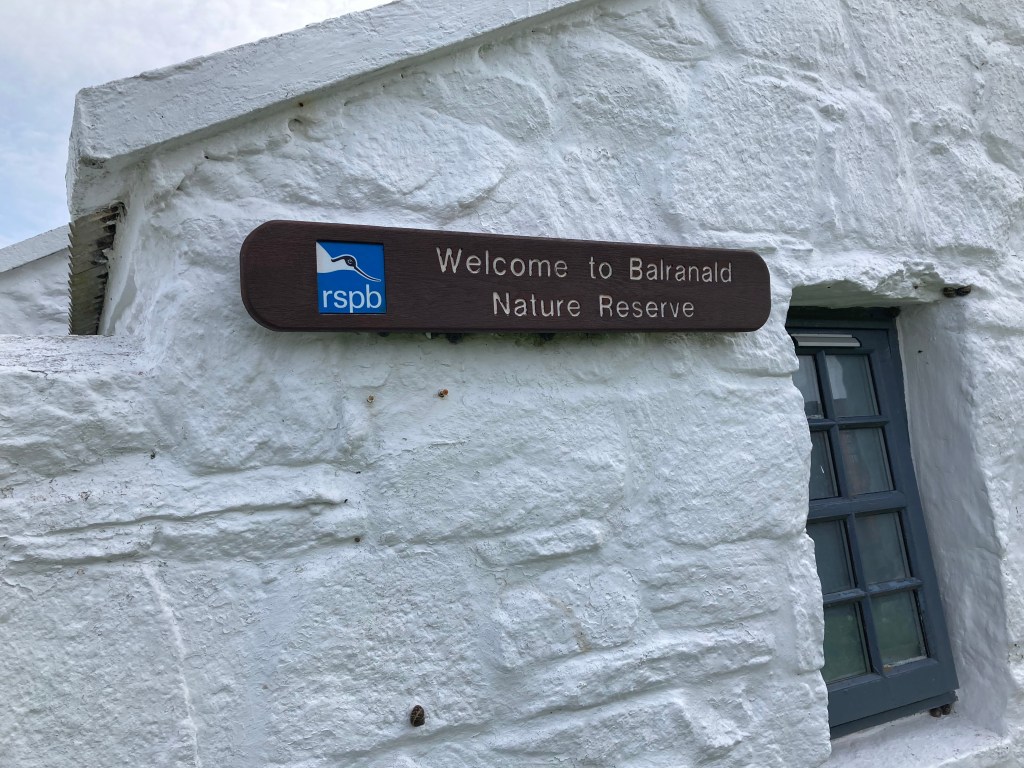 rspb
Welcome to Balranald
Nature Reserve